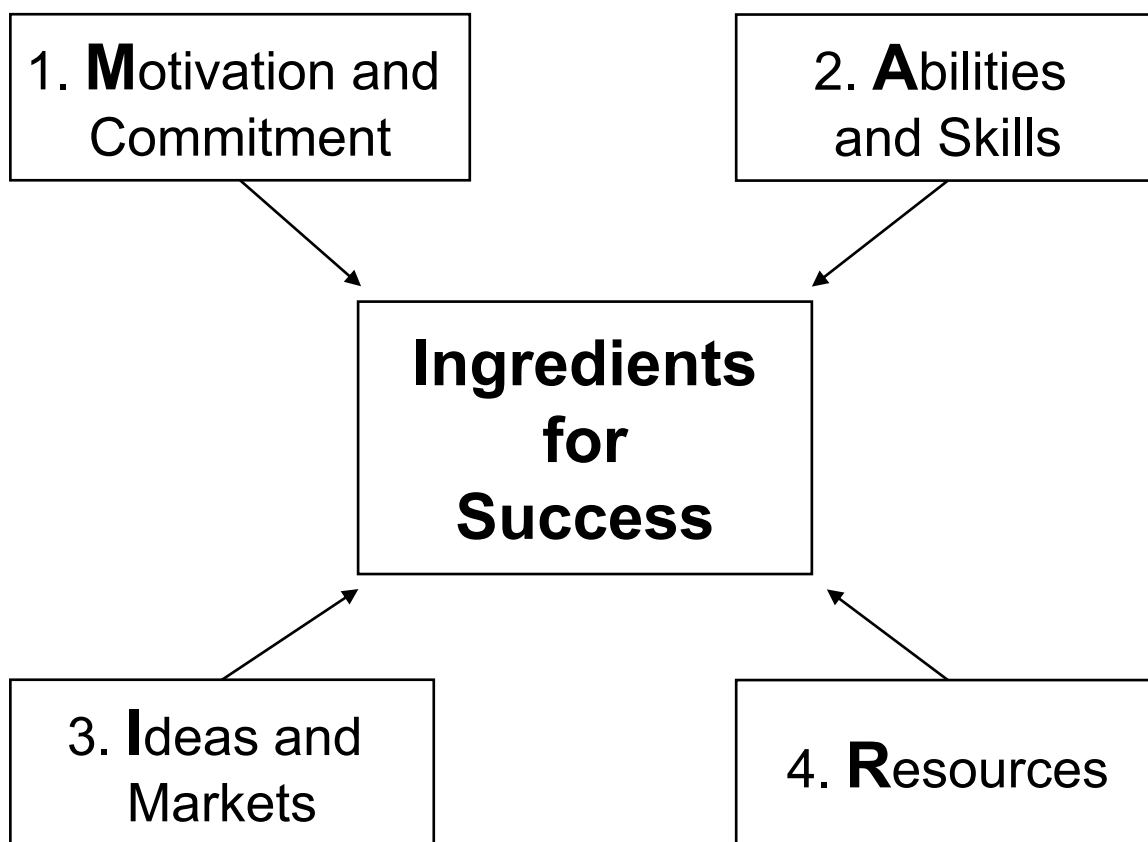 1. Motivation and
Commitment
2. Abilities
and Skills
Ingredients
for
Success
3. Ideas and
Markets
4. Resources